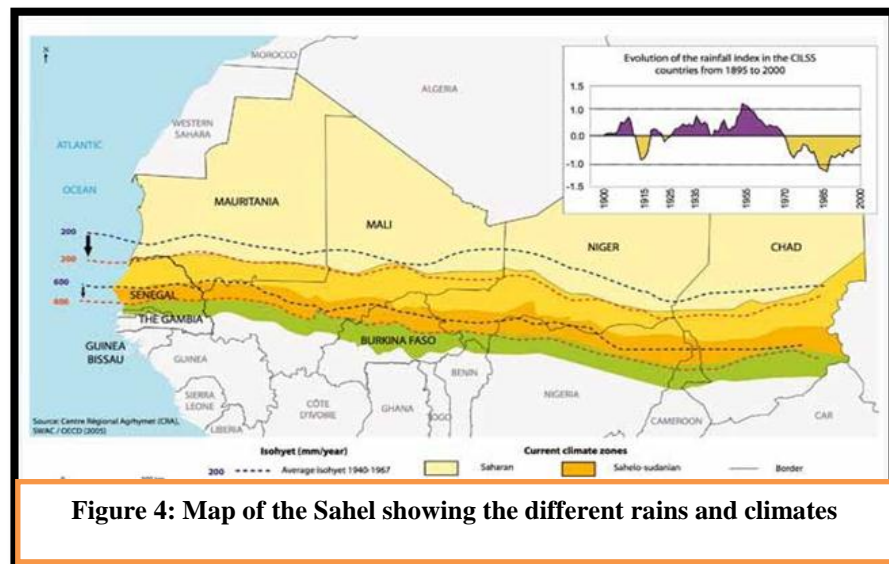 N
MOROCCO
ALGERIA
WESTERN
SAHARA
ATLANTIC
OCEAN
MAURITANIA
MALI
NIGER
CHAD
200
200
600
600
SENEGAL
THE GAMBIA
GUINEA
BISSAU
GUINEA
SIERRA
LEONE
LIBERIA
CÔTE
D'IVOIRE
BURKINA FASO
GHANA
TOGO
BENIN
NIGERIA
CAMEROON
CAR
Evolution of the rainfall index in the CILSS
countries from 1895 to 2000
1.5
1.0
0.0
-1.0
-1.5
1900
1915
1925
1935
1955
1970
1985
2000
Source: Centre Régional Agrhymet (CRA),
SWAC / OECD (2005)
Isohyet (mm/year)
200 Average isohyet 1940-1967
Current climate zones
Saharan
Sahelo-sudanian
Border
Figure 4: Map of the Sahel showing the different rains and climates